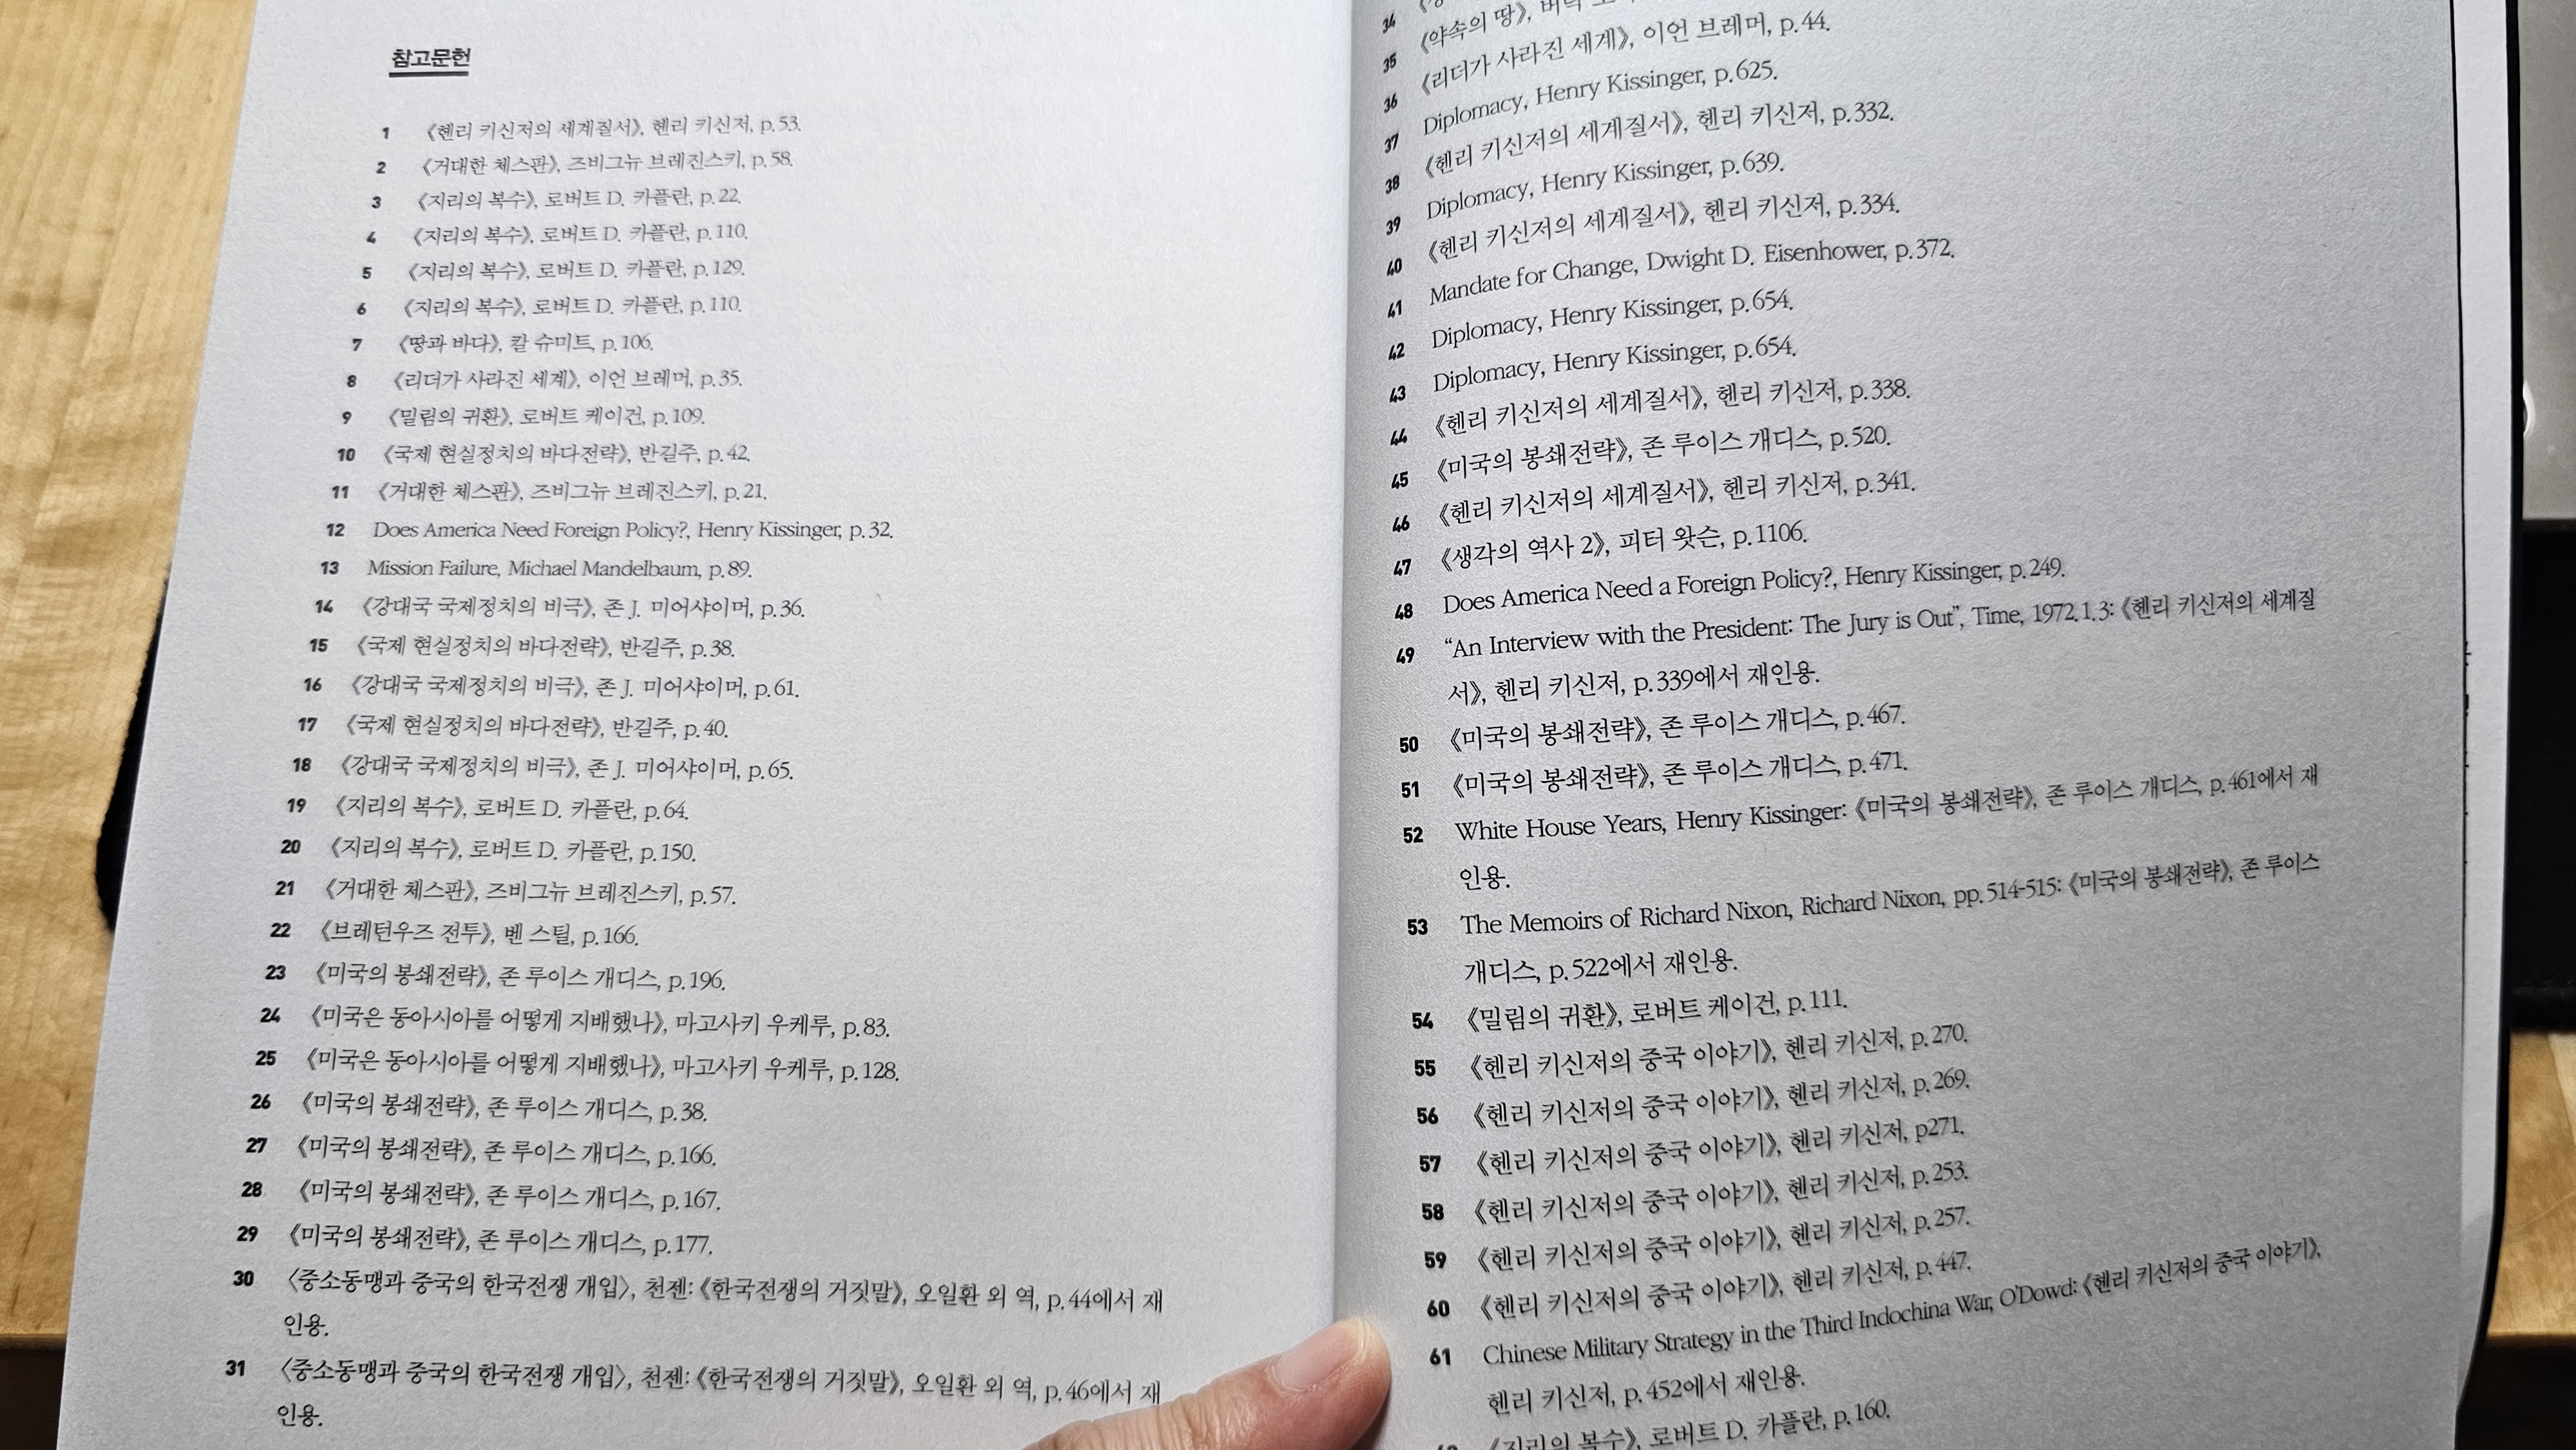 참고문헌
1 《헨리 키신저의 세계질서》, 헨리 키신저, p.53.
2 《거대한 체스판》, 즈비그뉴 브레진스키, p.58.
3 《지리의 복수》, 로버트 D. 카플란, p.22.
4 《지리의 복수》, 로버트 D. 카플란, p.110.
5 《지리의 복수》, 로버트 D. 카플란, p.129.
6 《지리의 복수》, 로버트 D. 카플란, p.110.
7 《땅과 바다》, 칼 슈미트, p.106.
8 《리더가 사라진 세계》, 이언 브레머, p.35.
9 《밀림의 귀환》, 로버트 케이건, p.109.
10 《국제 현실정치의 바다전략》, 반길주, p.42.
11 《거대한 체스판》, 즈비그뉴 브레진스키, p.21.
12 Does America Need Foreign Policy?, Henry Kissinger, p.32.
13 Mission Failure, Michael Mandelbaum, p.89.
14 《강대국 국제정치의 비극》, 존 J. 미어샤이머, p.36.
15 《국제 현실정치의 바다전략》, 반길주, p.38.
16 《강대국 국제정치의 비극》, 존 J. 미어샤이머, p.61.
17 《국제 현실정치의 바다전략》, 반길주, p.40.
18 《강대국 국제정치의 비극》, 존 J. 미어샤이머, p.65.
19 《지리의 복수》, 로버트 D. 카플란, p.64.
20 《지리의 복수》, 로버트 D. 카플란, p.150.
21 《거대한 체스판》, 즈비그뉴 브레진스키, p.57.
22 《브레턴우즈 전투》, 벤 스틸, p.166.
23 《미국의 봉쇄전략》, 존 루이스 개디스, p.196.
24 《미국은 동아시아를 어떻게 지배했나》, 마고사키 우케루, p.83.
25 《미국은 동아시아를 어떻게 지배했나》, 마고사키 우케루, p.128.
26 《미국의 봉쇄전략》, 존 루이스 개디스, p.38.
27 《미국의 봉쇄전략》, 존 루이스 개디스, p.166.
28 《미국의 봉쇄전략》, 존 루이스 개디스, p.167.
29 《미국의 봉쇄전략》, 존 루이스 개디스, p.177.
30 〈중소동맹과 중국의 한국전쟁 개입〉, 천젠: 《한국전쟁의 거짓말》, 오일환 외 역, p.44에서 재
인용.
31 〈중소동맹과 중국의 한국전쟁 개입〉, 천젠: 《한국전쟁의 거짓말》, 오일환 외 역, p.46에서 재
인용.
34
35 《약속의 땅》,
36 《리더가 사라진 세계》, 이언 브레머, p.44.
37 Diplomacy, Henry Kissinger, p.625.
38 《헨리 키신저의 세계질서》, 헨리 키신저, p.332.
39 Diplomacy, Henry Kissinger, p.639.
40 《헨리 키신저의 세계질서》, 헨리 키신저, p.334.
41 Mandate for Change, Dwight D. Eisenhower, p.372.
42 Diplomacy, Henry Kissinger, p.654.
43 Diplomacy, Henry Kissinger, p.654.
44 《헨리 키신저의 세계질서》, 헨리 키신저, p.338.
45 《미국의 봉쇄전략》, 존 루이스 개디스, p.520.
46 《헨리 키신저의 세계질서》, 헨리 키신저, p.341.
47 《생각의 역사 2》, 피터 왓슨, p.1106.
48 Does America Need a Foreign Policy?, Henry Kissinger, p.249.
49 “An Interview with the President: The Jury is Out”, Time, 1972.1.3: 《헨리 키신저의 세계질
서》, 헨리 키신저, p.339에서 재인용.
50 《미국의 봉쇄전략》, 존 루이스 개디스, p.467.
51 《미국의 봉쇄전략》, 존 루이스 개디스, p.471.
52 White House Years, Henry Kissinger: 《미국의 봉쇄전략》, 존 루이스 개디스, p.461에서 재
인용.
53 The Memoirs of Richard Nixon, Richard Nixon, pp.514-515: 《미국의 봉쇄전략》, 존 루이스
개디스, p.522에서 재인용.
54 《밀림의 귀환》, 로버트 케이건, p.111.
55 《헨리 키신저의 중국 이야기》, 헨리 키신저, p.270.
56 《헨리 키신저의 중국 이야기》, 헨리 키신저, p.269.
57 《헨리 키신저의 중국 이야기》, 헨리 키신저, p271.
58 《헨리 키신저의 중국 이야기》, 헨리 키신저, p.253.
59 《헨리 키신저의 중국 이야기》, 헨리 키신저, p.257.
60 《헨리 키신저의 중국 이야기》, 헨리 키신저, p.447.
61 Chinese Military Strategy in the Third Indochina War, O'Dowd: 《헨리 키신저의 중국 이야기》,
헨리 키신저, p.452에서 재인용.
《지리의 복수》, 로버트 D. 카플란, p.160.